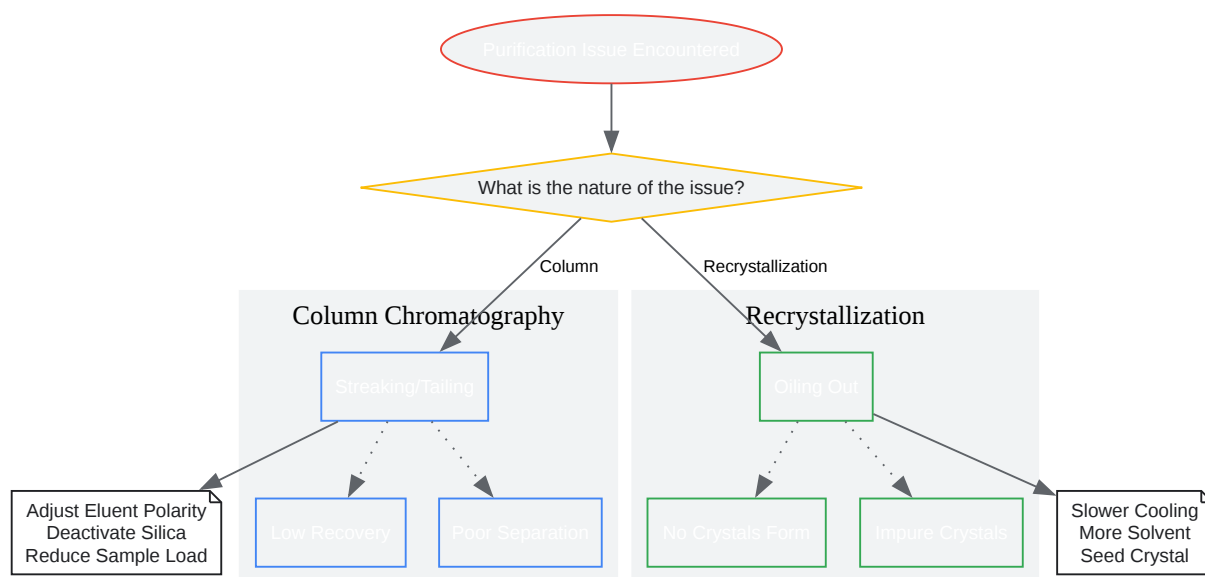 Purification Issue Encountered
What is the nature of the issue?
Column
Recrystallization
Column Chromatography
Recrystallization
Streaking/Tailing
Oiling Out
Adjust Eluent Polarity
Deactivate Silica
Reduce Sample Load
Low Recovery
Poor Separation
No Crystals Form
Impure Crystals
Slower Cooling
More Solvent
Seed Crystal